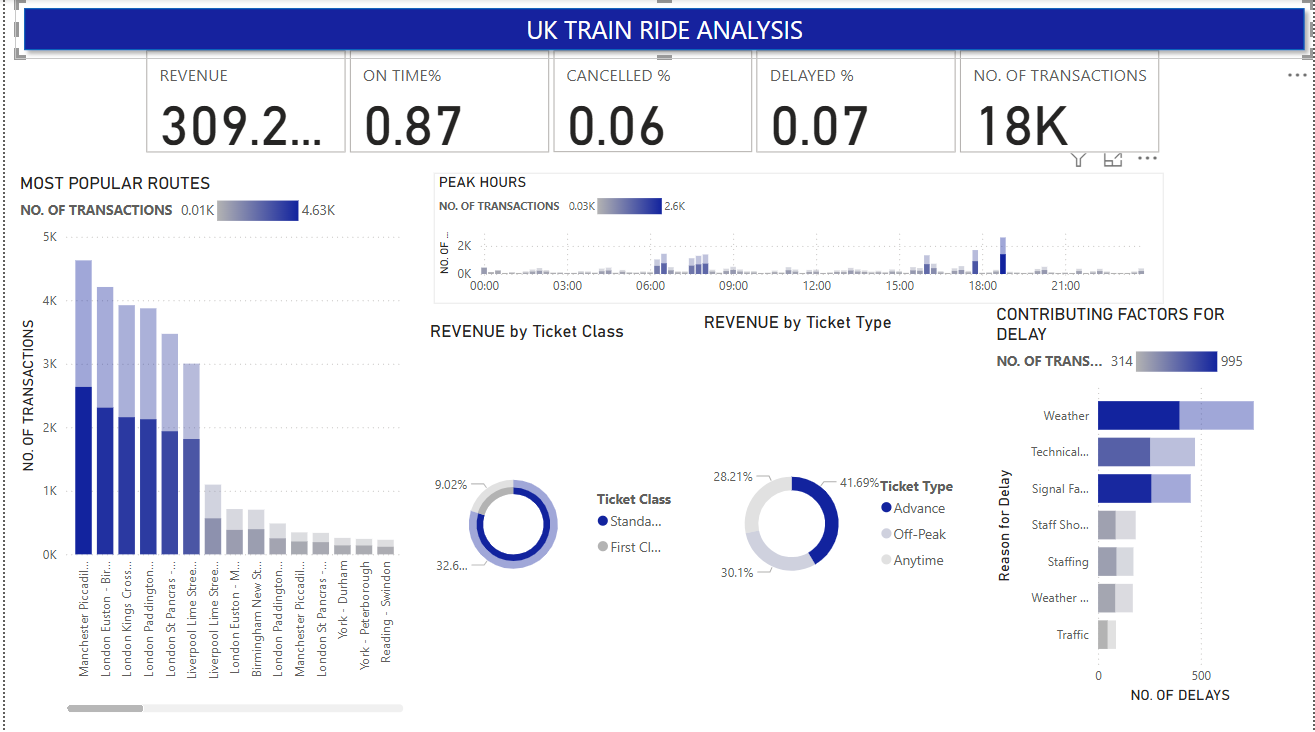 UK TRAIN RIDE ANALYSIS
REVENUE
309.2...
ON TIME%
0.87
CANCELLED %
0.06
DELAYED %
0.07
NO. OF TRANSACTIONS
18K
MOST POPULAR ROUTES
NO. OF TRANSACTIONS 0.01K 4.63K
5K
4K
3K
2K
1K
0K
NO. OF TRANSACTIONS
Manchester Piccadil...
London Euston - Bir...
London Kings Cross...
London Paddington...
London St Pancras -...
Liverpool Lime Stree...
Liverpool Lime Stree...
London Euston - M...
Birmingham New St...
London Paddington...
Manchester Piccadil...
London St Pancras -...
York - Durham
York - Peterborough
Reading - Swindon
PEAK HOURS
NO. OF TRANSACTIONS 0.03K 2.6K
NO. OF ...
2K
0K
00:00 03:00 06:00 09:00 12:00 15:00 18:00 21:00
REVENUE by Ticket Class
9.02%
32.6...
Ticket Class
Standa...
First Cl...
REVENUE by Ticket Type
28.21%
41.69%
30.1%
Ticket Type
Advance
Off-Peak
Anytime
CONTRIBUTING FACTORS FOR
DELAY
NO. OF TRANS... 314 995
Reason for Delay
Weather
Technical...
Signal Fa...
Staff Sho...
Staffing
Weather ...
Traffic
0 500
NO. OF DELAYS